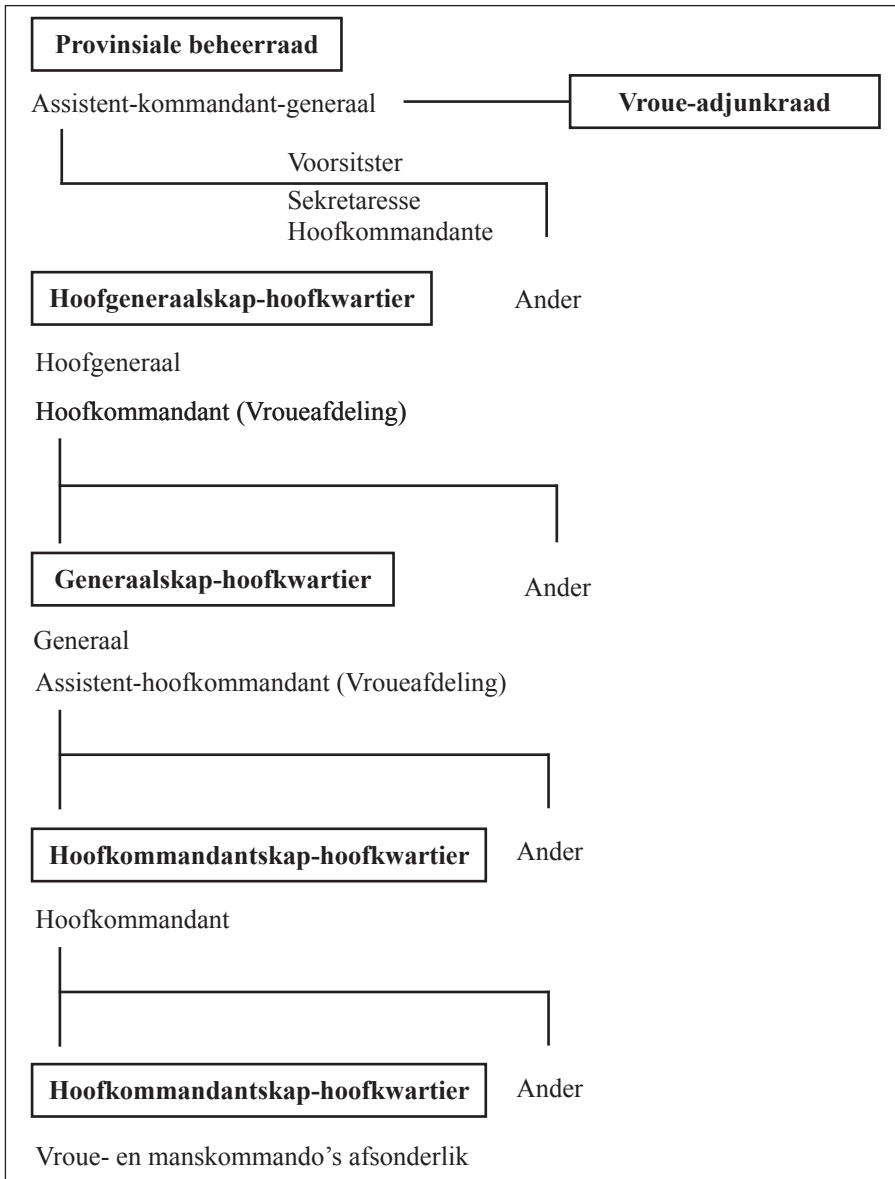 Provinsiale beheerraad
Assistent-kommandant-generaal
Vroue-adjunkraad
Voorsitster
Sekretaresse
Hoofkommandante
Hoofgeneraalskap-hoofkwartier
Ander
Hoofgeneraal
Hoofkommandant (Vroueafdeling)
Generaalskap-hoofkwartier
Ander
Generaal
Assistent-hoofkommandant (Vroueafdeling)
Hoofkommandantskap-hoofkwartier
Ander
Hoofkommandant
Hoofkommandantskap-hoofkwartier
Ander
Vroue- en manskommando’s afsonderlik